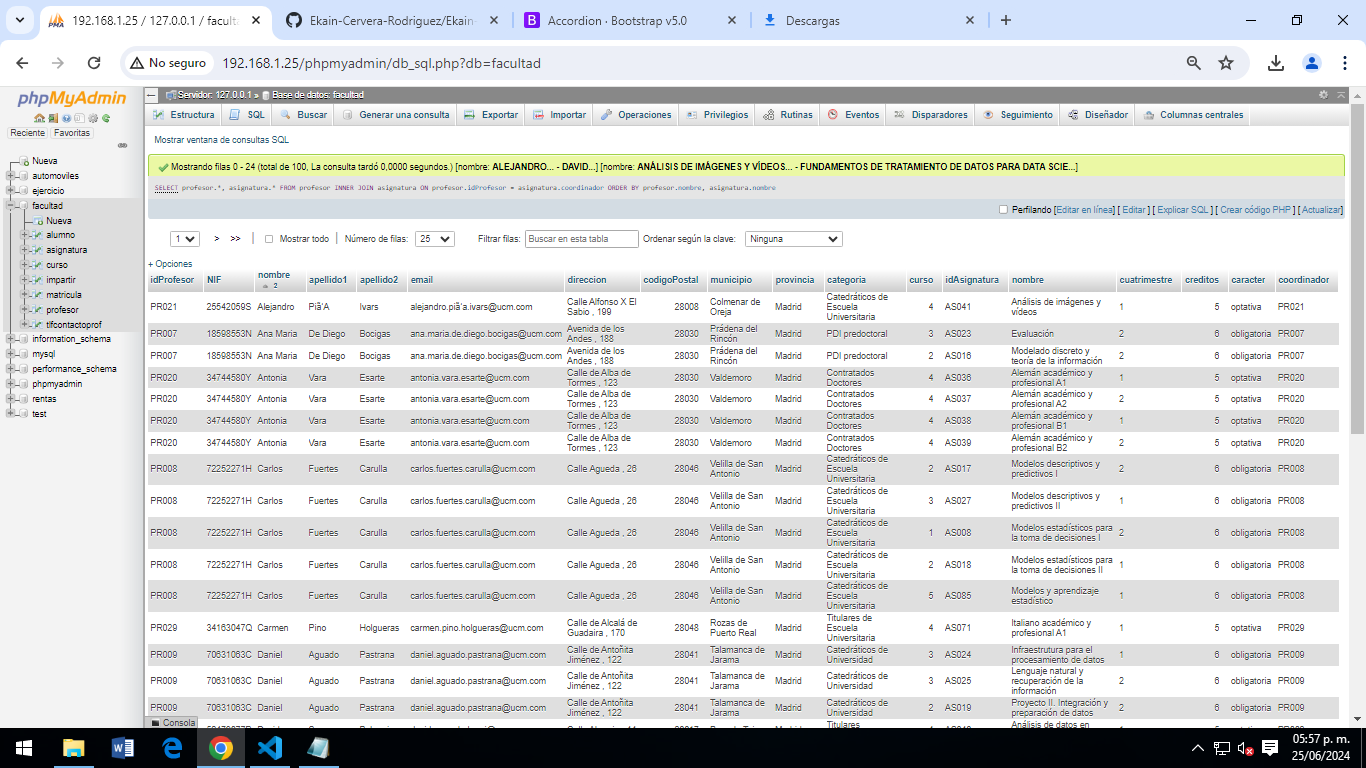 192.168.1.25 / 127.0.0.1 / faculta
Ekain-Cervera-Rodriguez/Ekain-
Accordion · Bootstrap v5.0
Descargas
No seguro
192.168.1.25/phpmyadmin/db_sql.php?db=facultad
phpMyAdmin
Reciente Favoritas
Nueva
automoviles
ejercicio
facultad
Nueva
alumno
asignatura
curso
impartir
matricula
profesor
tlfcontactoprof
information_schema
mysql
performance_schema
phpmyadmin
rentas
test
Servidor: 127.0.0.1 » Base de datos: facultad
Estructura SQL Buscar Generar una consulta Exportar Importar Operaciones Privilegios Rutinas Eventos Disparadores Seguimiento Diseñador Columnas centrales
Mostrar ventana de consultas SQL
Mostrando filas 0 - 24 (total de 100, La consulta tardó 0,0000 segundos.) [nombre: ALEJANDRO... - DAVID...] [nombre: ANÁLISIS DE IMÁGENES Y VÍDEOS... - FUNDAMENTOS DE TRATAMIENTO DE DATOS PARA DATA SCIE...]
SELECT profesor.*, asignatura.* FROM profesor INNER JOIN asignatura ON profesor.idProfesor = asignatura.coordinador ORDER BY profesor.nombre, asignatura.nombre
Perfilando [Editar en línea] [ Editar ] [ Explicar SQL ] [ Crear código PHP ] [ Actualizar]
1 > >> Mostrar todo Número de filas: 25 Filtrar filas: Buscar en esta tabla Ordenar según la clave: Ninguna
+ Opciones
idProfesor NIF nombre 2 apellido1 apellido2 email direccion codigoPostal municipio provincia categoria curso idAsignatura nombre cuatrimestre creditos caracter coordinador
PR021 25542059S Alejandro Piã'A Ivars alejandro.piã'a.ivars@ucm.com Calle Alfonso X El Sabio , 199 28008 Colmenar de Oreja Madrid Catedráticos de Escuela Universitaria 4 AS041 Análisis de imágenes y vídeos 1 5 optativa PR021
PR007 18598553N Ana Maria De Diego Bocigas ana.maria.de.diego.bocigas@ucm.com Avenida de los Andes , 188 28030 Prádena del Rincón Madrid PDI predoctoral 3 AS023 Evaluación 2 6 obligatoria PR007
PR007 18598553N Ana Maria De Diego Bocigas ana.maria.de.diego.bocigas@ucm.com Avenida de los Andes , 188 28030 Prádena del Rincón Madrid PDI predoctoral 2 AS016 Modelado discreto y teoría de la información 2 6 obligatoria PR007
PR020 34744580Y Antonia Vara Esarte antonia.vara.esarte@ucm.com Calle de Alba de Tormes , 123 28030 Valdemoro Madrid Contratados Doctores 4 AS036 Alemán académico y profesional A1 1 5 optativa PR020
PR020 34744580Y Antonia Vara Esarte antonia.vara.esarte@ucm.com Calle de Alba de Tormes , 123 28030 Valdemoro Madrid Contratados Doctores 4 AS037 Alemán académico y profesional A2 2 5 optativa PR020
PR020 34744580Y Antonia Vara Esarte antonia.vara.esarte@ucm.com Calle de Alba de Tormes , 123 28030 Valdemoro Madrid Contratados Doctores 4 AS038 Alemán académico y profesional B1 1 5 optativa PR020
PR020 34744580Y Antonia Vara Esarte antonia.vara.esarte@ucm.com Calle de Alba de Tormes , 123 28030 Valdemoro Madrid Contratados Doctores 4 AS039 Alemán académico y profesional B2 2 5 optativa PR020
PR008 72252271H Carlos Fuertes Carulla carlos.fuertes.carulla@ucm.com Calle Agueda , 26 28046 Velilla de San Antonio Madrid Catedráticos de Escuela Universitaria 2 AS017 Modelos descriptivos y predictivos I 2 6 obligatoria PR008
PR008 72252271H Carlos Fuertes Carulla carlos.fuertes.carulla@ucm.com Calle Agueda , 26 28046 Velilla de San Antonio Madrid Catedráticos de Escuela Universitaria 3 AS027 Modelos descriptivos y predictivos II 1 6 obligatoria PR008
PR008 72252271H Carlos Fuertes Carulla carlos.fuertes.carulla@ucm.com Calle Agueda , 26 28046 Velilla de San Antonio Madrid Catedráticos de Escuela Universitaria 1 AS008 Modelos estadísticos para la toma de decisiones I 2 6 obligatoria PR008
PR008 72252271H Carlos Fuertes Carulla carlos.fuertes.carulla@ucm.com Calle Agueda , 26 28046 Velilla de San Antonio Madrid Catedráticos de Escuela Universitaria 2 AS018 Modelos estadísticos para la toma de decisiones II 1 6 obligatoria PR008
PR008 72252271H Carlos Fuertes Carulla carlos.fuertes.carulla@ucm.com Calle Agueda , 26 28046 Velilla de San Antonio Madrid Catedráticos de Escuela Universitaria 5 AS085 Modelos y aprendizaje estadístico 1 6 obligatoria PR008
PR029 34163047Q Carmen Pino Holgueras carmen.pino.holgueras@ucm.com Calle de Alcalá de Guadaira , 170 28048 Rozas de Puerto Real Madrid Titulares de Escuela Universitaria 4 AS071 Italiano académico y profesional A1 1 5 optativa PR029
PR009 70631063C Daniel Aguado Pastrana daniel.aguado.pastrana@ucm.com Calle de Antoñita Jiménez , 122 28041 Talamanca de Jarama Madrid Catedráticos de Universidad 3 AS024 Infraestrutura para el procesamiento de datos 1 6 obligatoria PR009
PR009 70631063C Daniel Aguado Pastrana daniel.aguado.pastrana@ucm.com Calle de Antoñita Jiménez , 122 28041 Talamanca de Jarama Madrid Catedráticos de Universidad 3 AS025 Lenguaje natural y recuperación de la información 2 6 obligatoria PR009
PR009 70631063C Daniel Aguado Pastrana daniel.aguado.pastrana@ucm.com Calle de Antoñita Jiménez , 122 28041 Talamanca de Jarama Madrid Catedráticos de Universidad 2 AS019 Proyecto II. Integración y preparación de datos 2 6 obligatoria PR009
Titulares Análisis de datos en
Consola
05:57 p. m.
25/06/2024